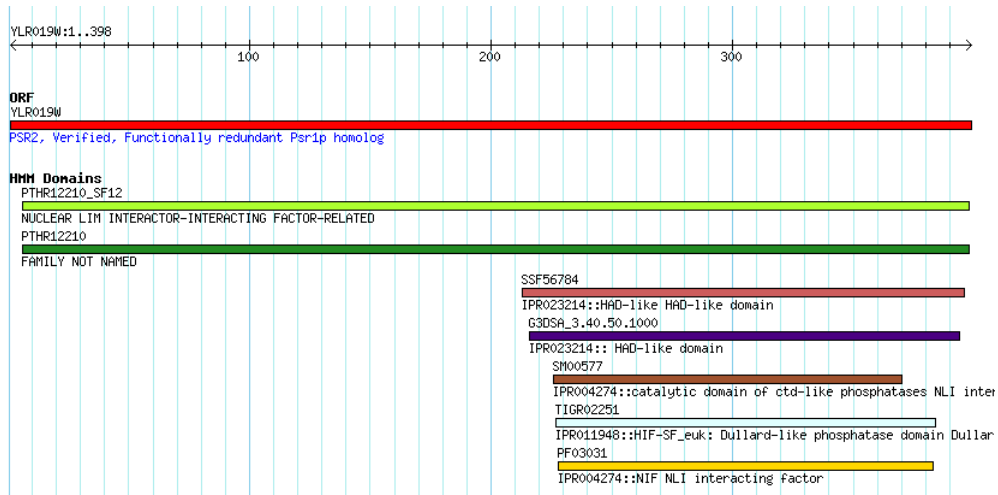 YLR019W:1..398
100 200 300
ORF
YLR019W
PSR2, Verified, Functionally redundant Psr1p homolog
HMM Domains
PTHR12210_SF12
NUCLEAR LIM INTERACTOR-INTERACTING FACTOR-RELATED
PTHR12210
FAMILY NOT NAMED
SSF56784
IPR023214::HAD-like HAD-like domain
G3DSA_3.40.50.1000
IPR023214:: HAD-like domain
SM00577
IPR004274::catalytic domain of ctd-like phosphatases NLI inter
TIGR02251
IPR011948::HIF-SF_euk: Dullard-like phosphatase domain Dullar
PF03031
IPR004274::NIF NLI interacting factor